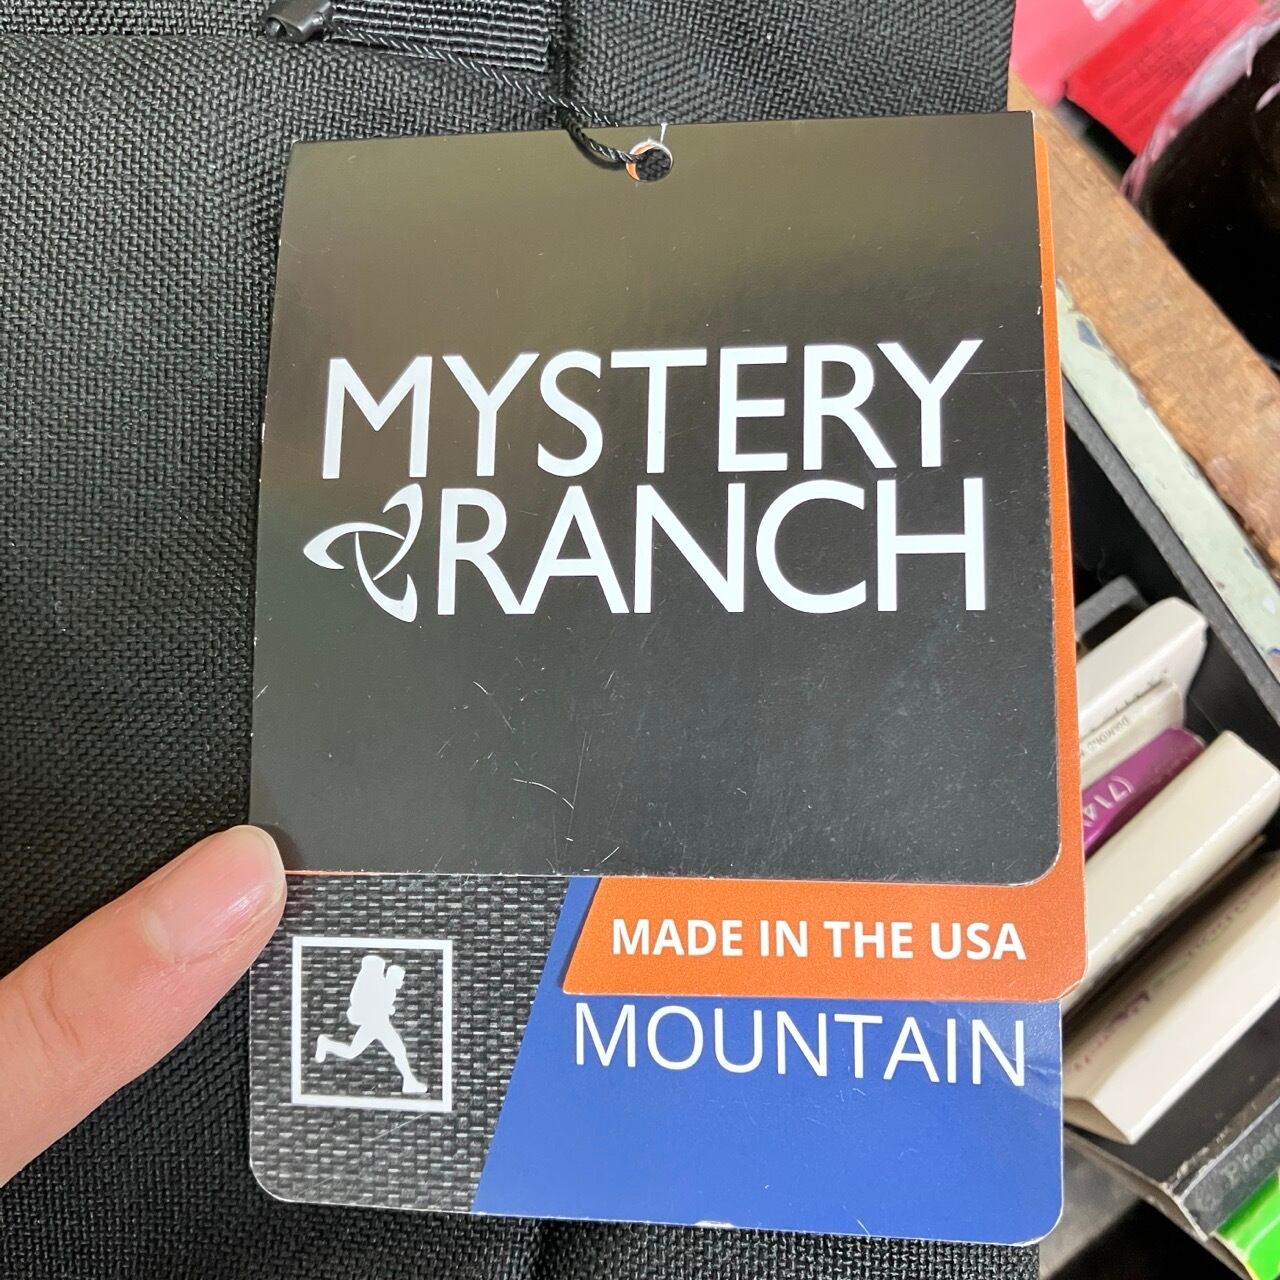 MYSTERY
RANCH
MADE IN THE USA
MOUNTAIN